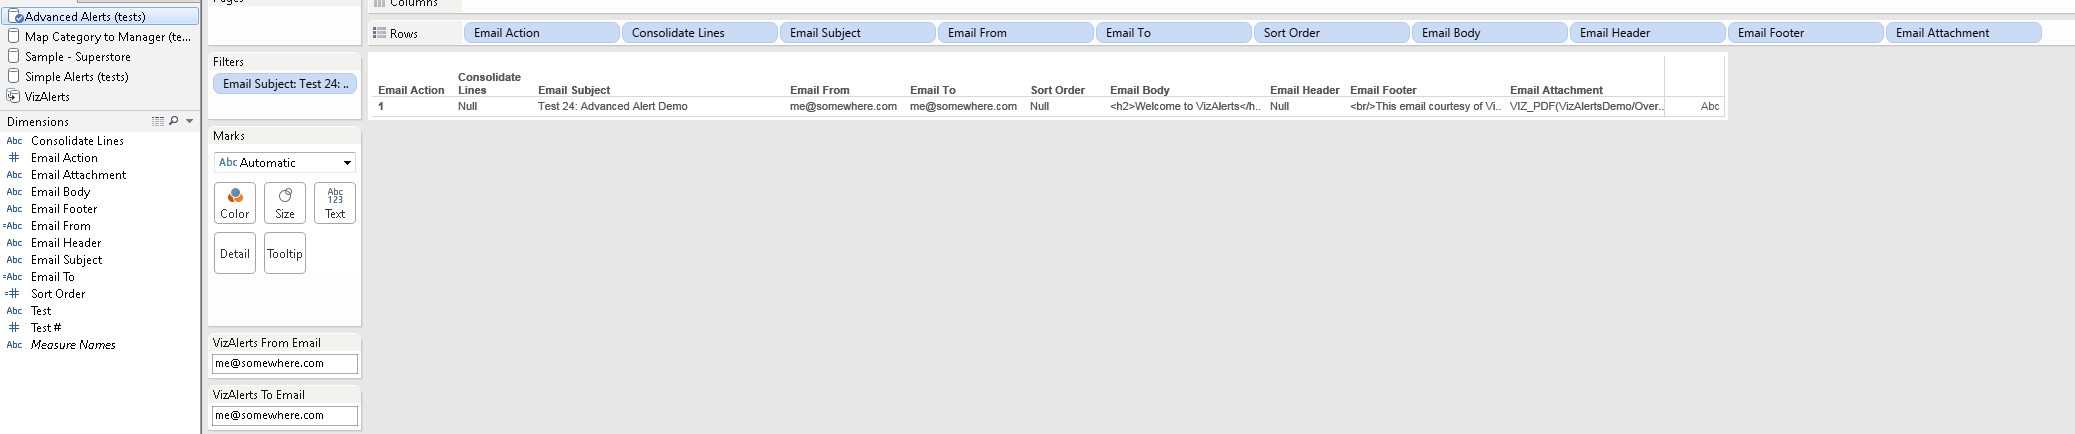 Advanced Alerts (tests)
Map Category to Manager (te...
Sample - Superstore
Simple Alerts (tests)
VizAlerts
Dimensions
Abc Consolidate Lines
# Email Action
Abc Email Attachment
Abc Email Body
Abc Email Footer
=Abc Email From
Abc Email Header
Abc Email Subject
=Abc Email To
=# Sort Order
Abc Test
# Test #
Abc Measure Names
Pages
Filters
Email Subject: Test 24: ..
Marks
Abc Automatic
Color
Size
Abc
123
Text
Detail
Tooltip
VizAlerts From Email
me@somewhere.com
VizAlerts To Email
me@somewhere.com
Columns
Rows Email Action Consolidate Lines Email Subject Email From Email To Sort Order Email Body Email Header Email Footer Email Attachment
Consolidate
Email Action Lines Email Subject Email From Email To Sort Order Email Body Email Header Email Footer Email Attachment
1 Null Test 24: Advanced Alert Demo me@somewhere.com me@somewhere.com Null <h2>Welcome to VizAlerts</h.. Null <br/>This email courtesy of Vi.. VIZ_PDF(VizAlertsDemo/Over.. Abc